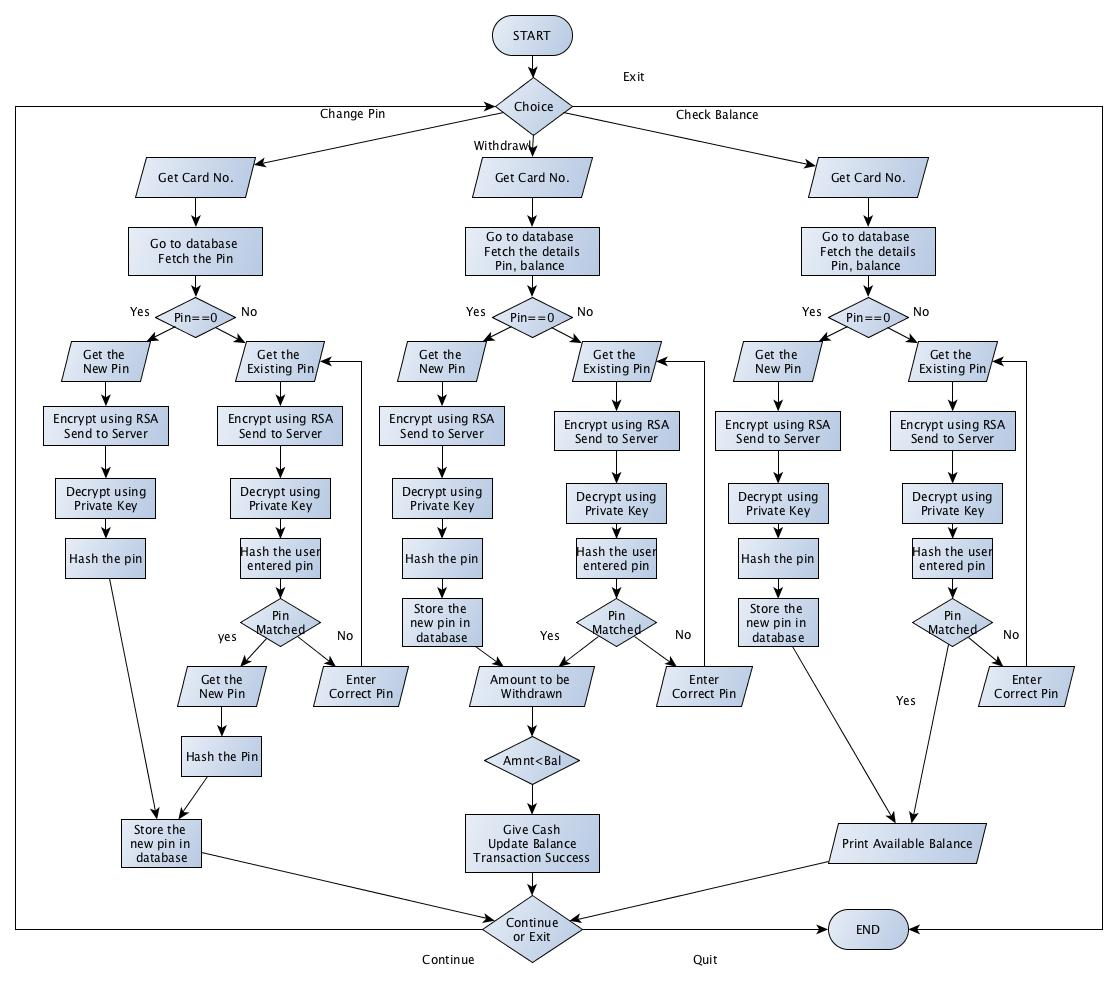 START
Exit
Choice
Change Pin
Check Balance
Withdrawl
Get Card No.
Get Card No.
Get Card No.
Go to database
Fetch the Pin
Go to database
Fetch the details
Pin, balance
Go to database
Fetch the details
Pin, balance
Yes
Pin==0
No
Yes
Pin==0
No
Yes
Pin==0
No
Get the
New Pin
Get the
Existing Pin
Get the
New Pin
Get the
Existing Pin
Get the
New Pin
Get the
Existing Pin
Encrypt using RSA
Send to Server
Encrypt using RSA
Send to Server
Encrypt using RSA
Send to Server
Encrypt using RSA
Send to Server
Encrypt using RSA
Send to Server
Encrypt using RSA
Send to Server
Decrypt using
Private Key
Decrypt using
Private Key
Decrypt using
Private Key
Decrypt using
Private Key
Decrypt using
Private Key
Decrypt using
Private Key
Hash the pin
Hash the user
entered pin
Hash the pin
Hash the user
entered pin
Hash the pin
Hash the user
entered pin
Pin
Matched
Store the
new pin in
database
Pin
Matched
Store the
new pin in
database
Pin
Matched
yes
No
Yes
No
No
Get the
New Pin
Enter
Correct Pin
Amount to be
Withdrawn
Enter
Correct Pin
Enter
Correct Pin
Yes
Hash the Pin
Amnt<Bal
Store the
new pin in
database
Give Cash
Update Balance
Transaction Success
Print Available Balance
Continue
or Exit
END
Continue
Quit